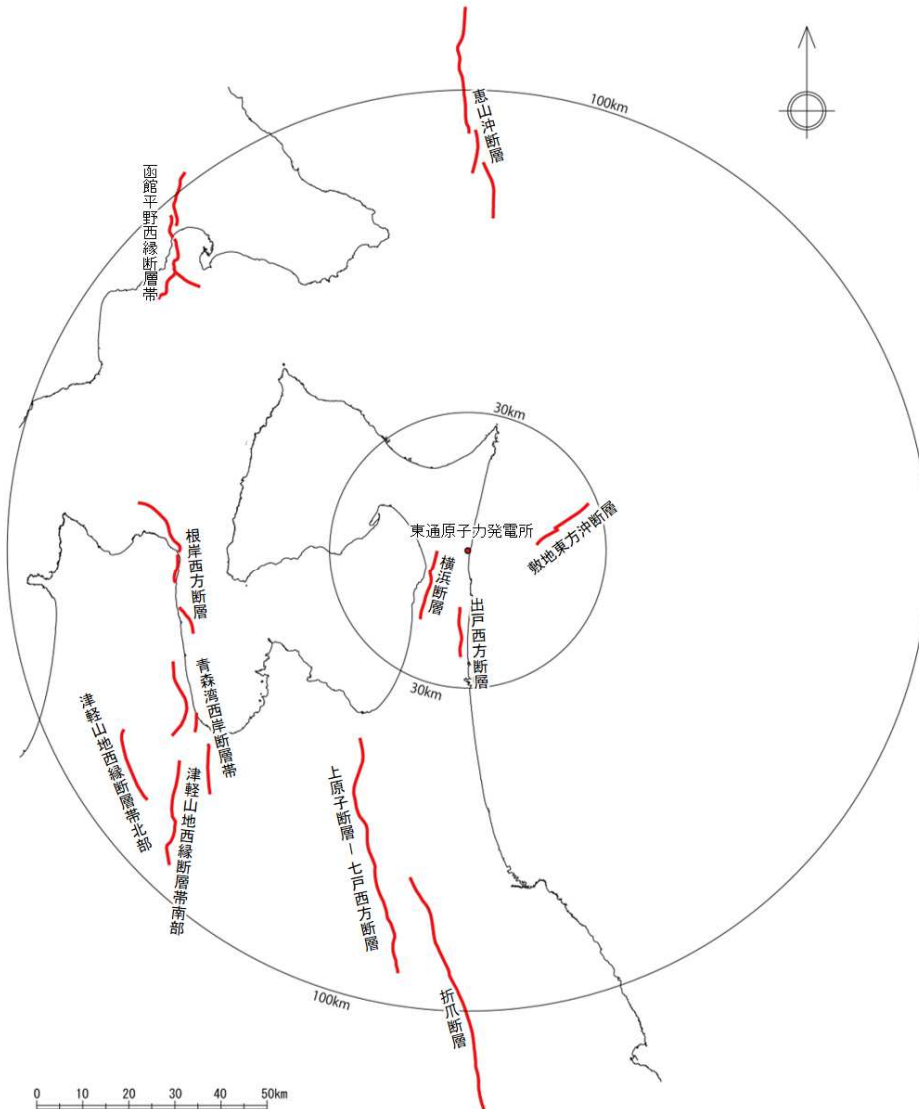 100km
恵山沖断層
函館平野西縁断層帯
30km
敷地東方沖断層
東通原子力発電所
横浜断層
出戸西方断層
根岸西方断層
30km
青森湾西岸断層帯
津軽山地西縁断層帯北部
津軽山地西縁断層帯南部
上原子断層－七戸西方断層
折爪断層
100km
0 10 20 30 40 50km